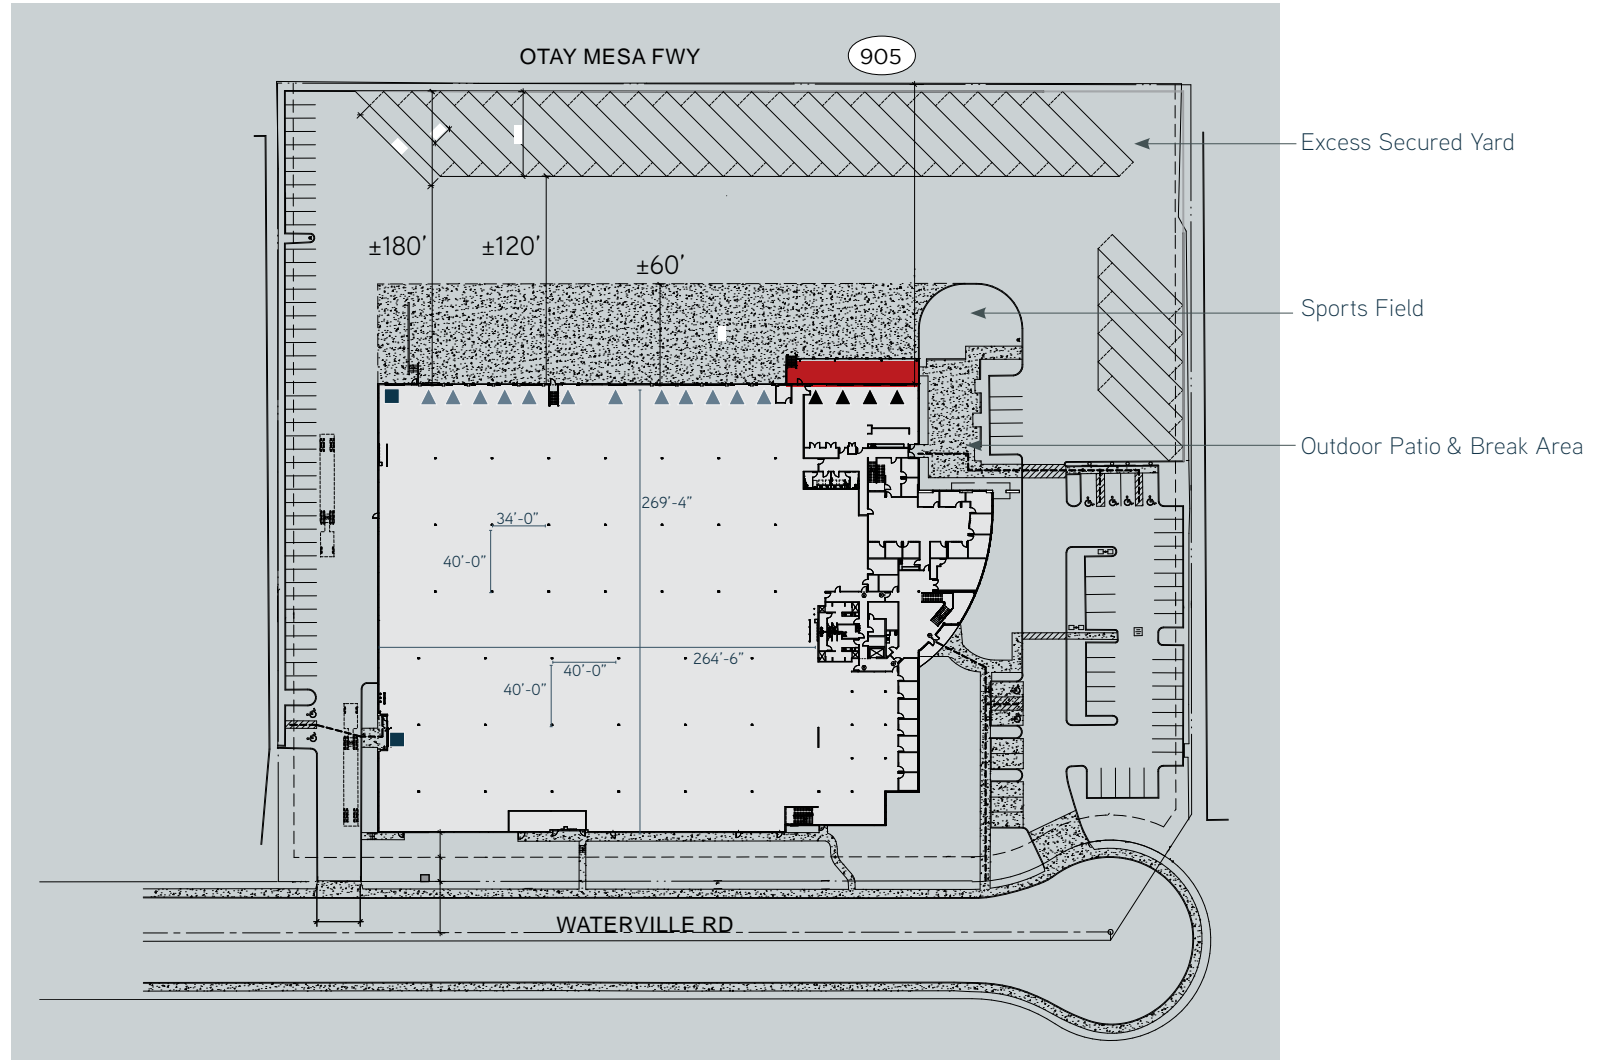 OTAY MESA FWY
905
Excess Secured Yard
±180’
±120’
±60’
Sports Field
Outdoor Patio & Break Area
269’-4”
34’-0”
40’-0”
264’-6”
40’-0”
40’-0”
WATERVILLE RD